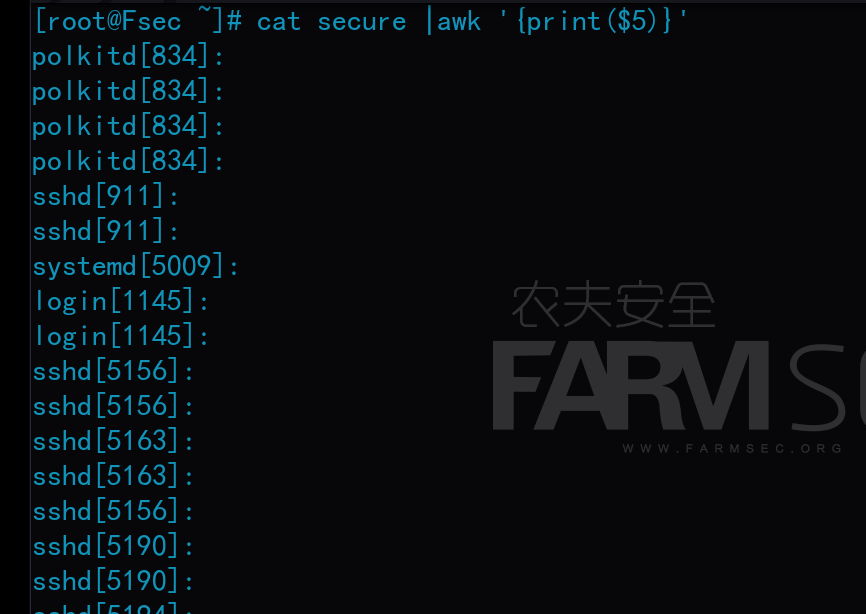 [root@Fsec ~]# cat secure |awk '{print($5)}'
polkitd[834]:
polkitd[834]:
polkitd[834]:
polkitd[834]:
sshd[911]:
sshd[911]:
systemd[5009]:
login[1145]:
login[1145]:
sshd[5156]:
sshd[5156]:
sshd[5163]:
sshd[5163]:
sshd[5156]:
sshd[5190]:
sshd[5190]:
农夫安全
FARM
WWW.FARMSEC.ORG